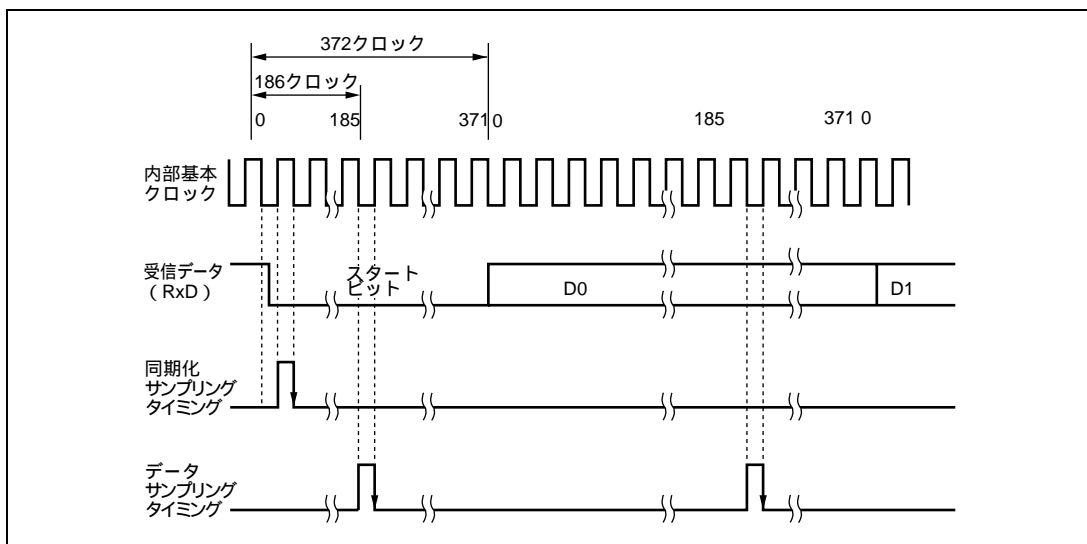 372クロック
186クロック
0 185 371 0 185 371 0
内部基本
クロック
受信データ
（RxD）
スタート
ビット
D0
D1
同期化
サンプリング
タイミング
データ
サンプリング
タイミング